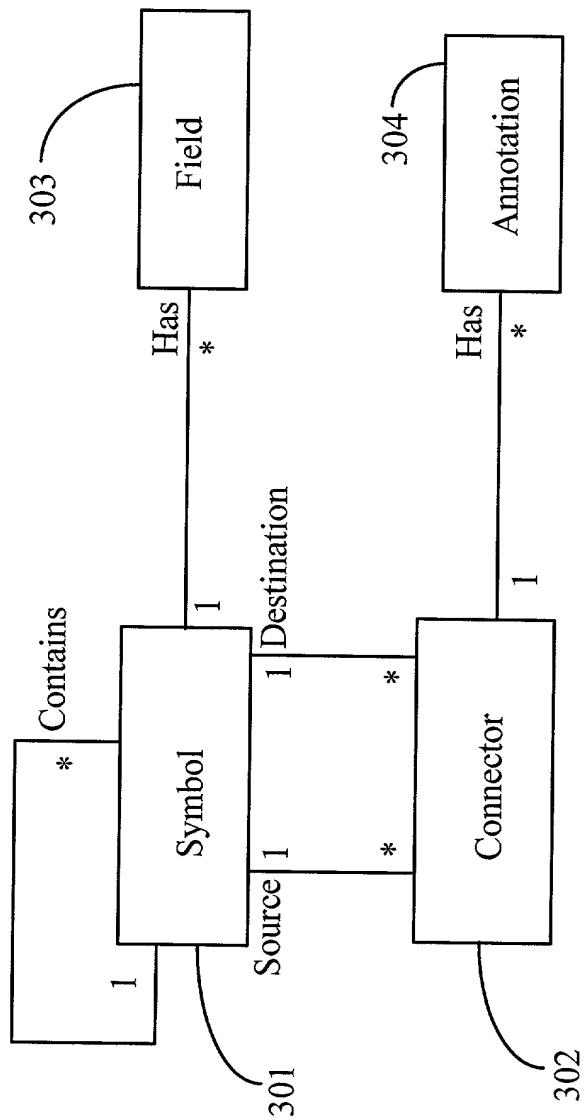 303
Contains
*
1
Has
Symbol
Field
1
*
301
Source 1
1 Destination
*
*
304
Has
Connector
Annotation
1
*
302